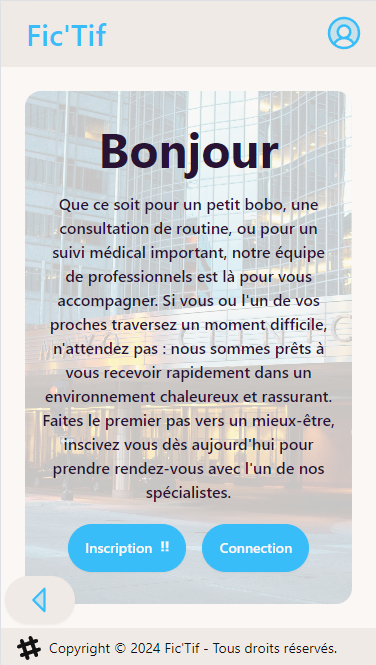 Fic'Tif
Bonjour
Que ce soit pour un petit bobo, une
consultation de routine, ou pour un
suivi médical important, notre équipe
de professionnels est là pour vous
accompagner. Si vous ou l'un de vos
proches traversez un moment difficile,
n'attendez pas : nous sommes prêts à
vous recevoir rapidement dans un
environnement chaleureux et rassurant.
Faites le premier pas vers un mieux-être,
inscivez vous dès aujourd'hui pour
prendre rendez-vous avec l'un de nos
spécialistes.
Inscription !!
Connection
Copyright © 2024 Fic'Tif - Tous droits réservés.